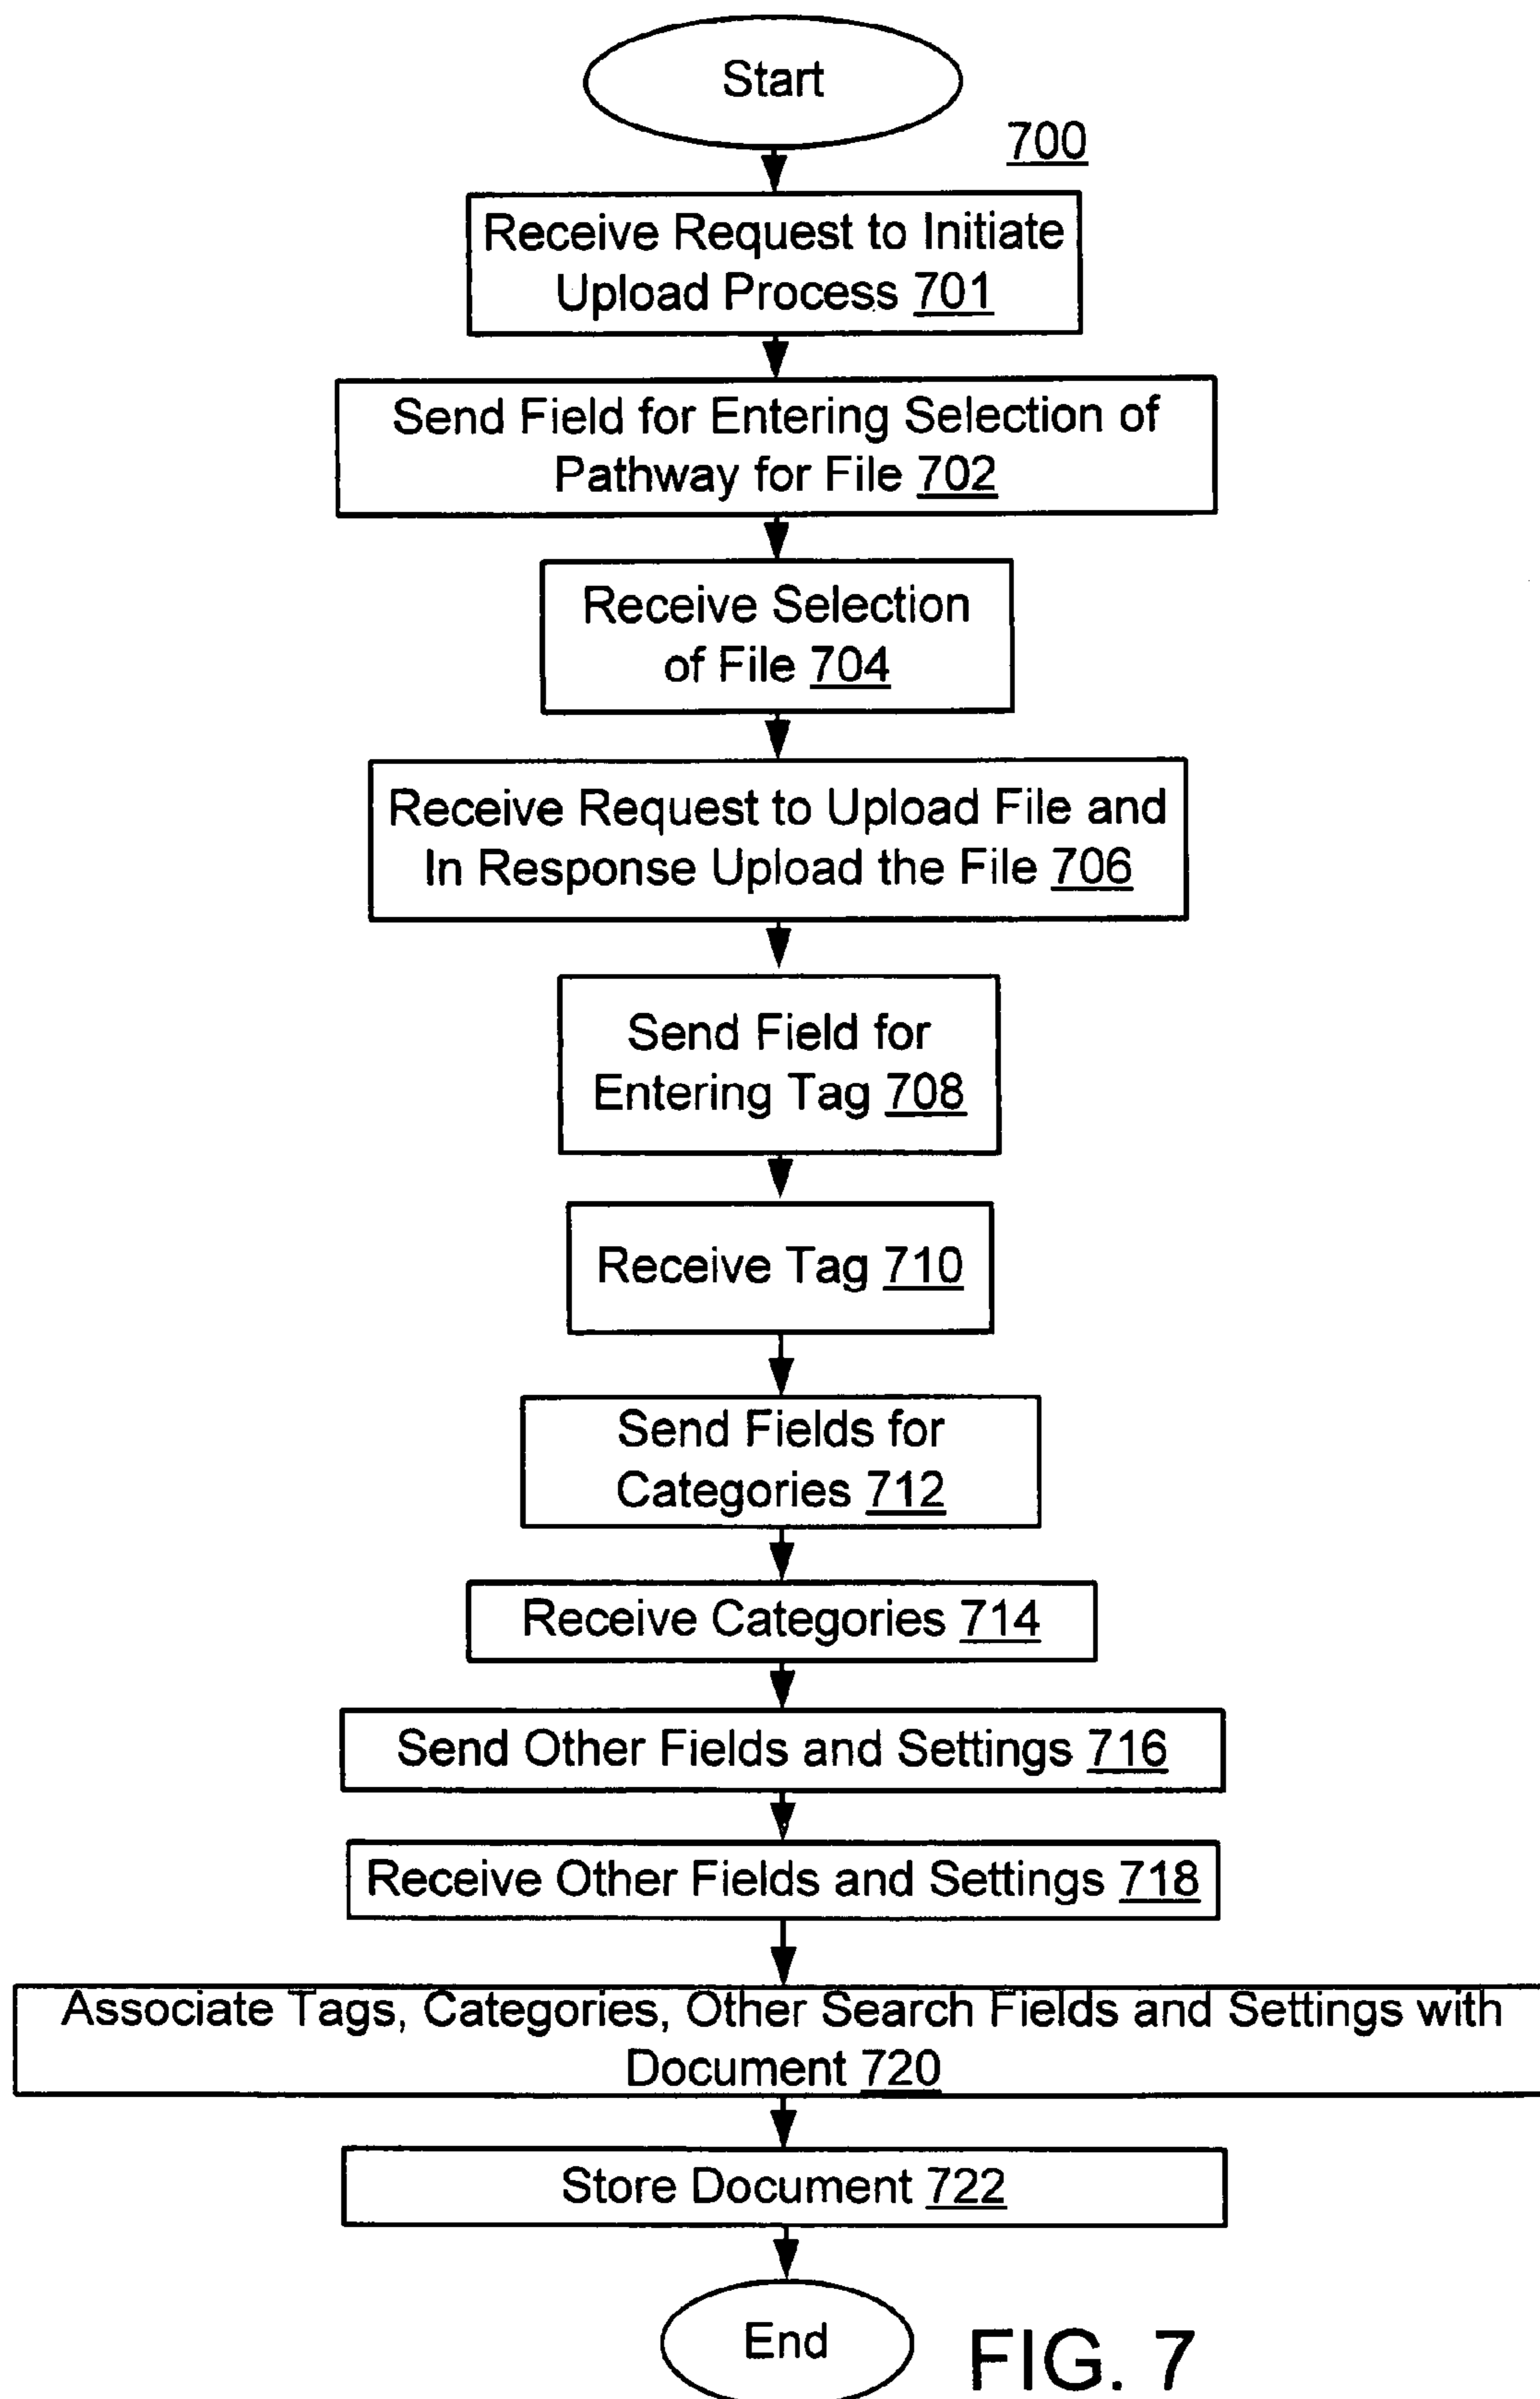 Start
700
Receive Request to Initiate
Upload Process 701
Send Field for Entering Selection of
Pathway for File 702
Receive Selection
of File 704
Receive Request to Upload File and
In Response Upload the File 706
Send Field for
Entering Tag 708
Receive Tag 710
Send Fields for
Categories 712
Receive Categories 714
Send Other Fields and Settings 716
Receive Other Fields and Settings 718
Associate Tags, Categories, Other Search Fields and Settings with
Document 720
Store Document 722
End
FIG. 7